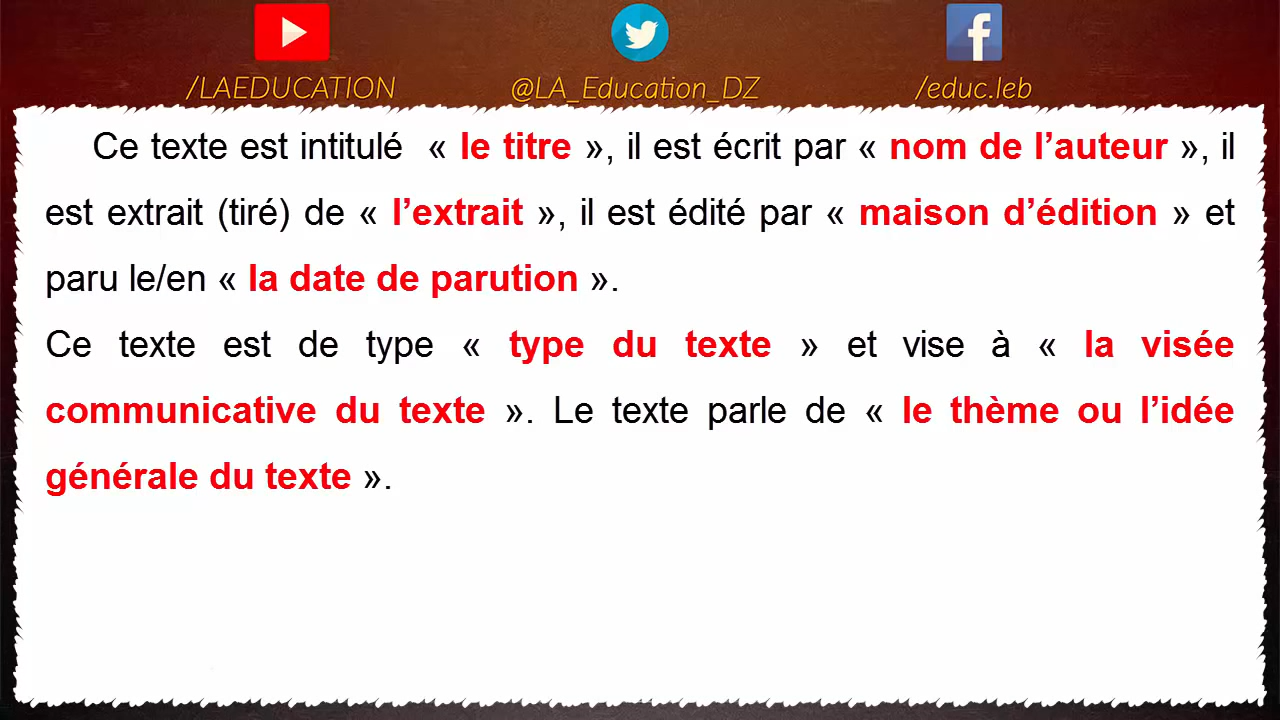 /LAEDUCATION @LA_Education_DZ /educ.leb
Ce texte est intitulé « le titre », il est écrit par « nom de l’auteur », il
est extrait (tiré) de « l’extrait », il est édité par « maison d’édition » et
paru le/en « la date de parution ».
Ce texte est de type « type du texte » et vise à « la visée
communicative du texte ». Le texte parle de « le thème ou l’idée
générale du texte ».